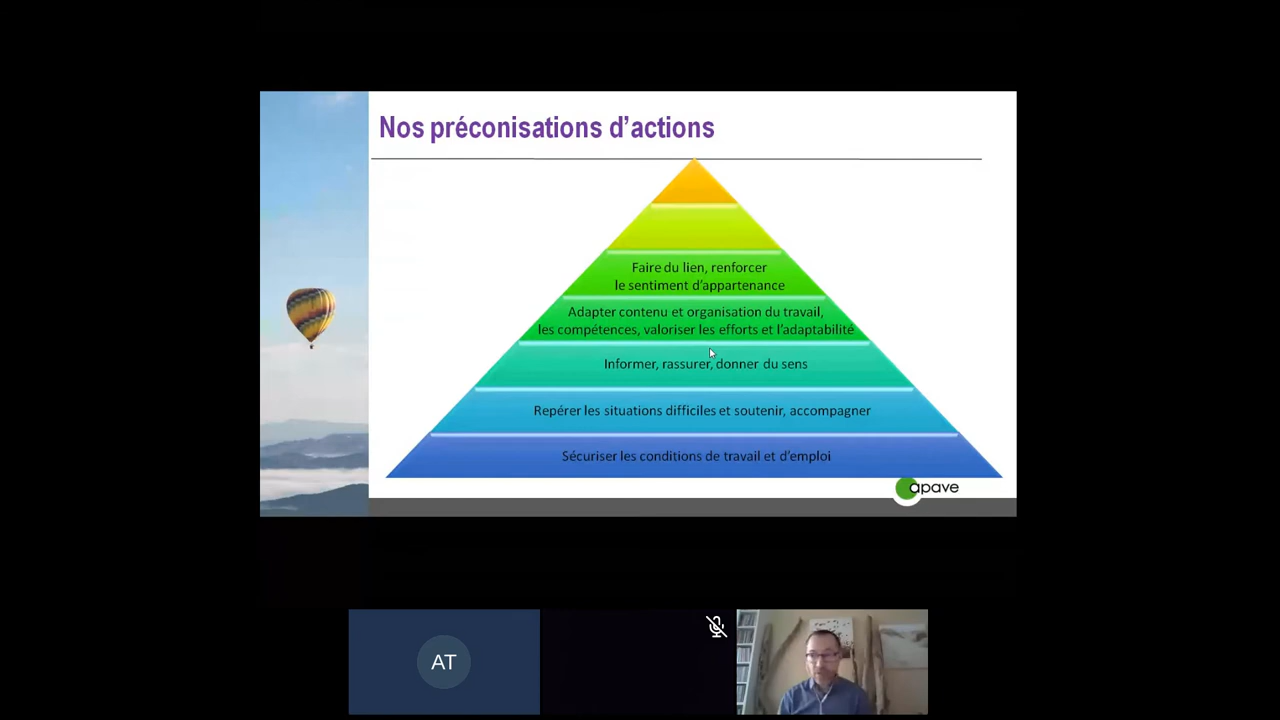 Nos préconisations d’actions
Faire du lien, renforcer
le sentiment d’appartenance
Adapter contenu et organisation du travail,
les compétences, valoriser les efforts et l’adaptabilité
Informer, rassurer, donner du sens
Repérer les situations difficiles et soutenir, accompagner
Sécuriser les conditions de travail et d’emploi
apave
AT